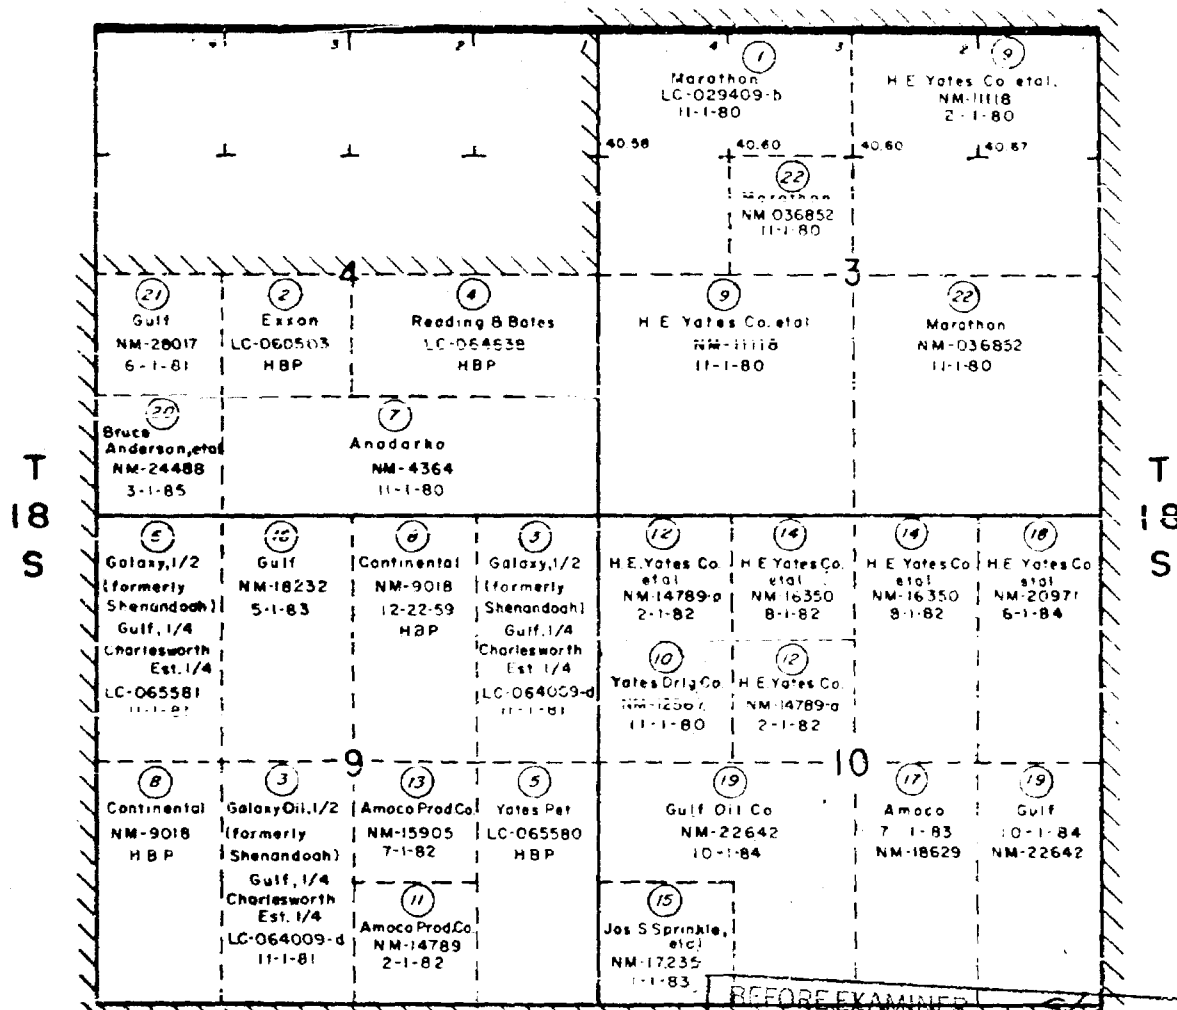 4 3 2 1 4 3 2
1
Marathon
LC-029409-b
11-1-80
9
H E Yates Co etal,
NM-11118
2-1-80
40.58 40.60 40.60 40.67
22
Marathon
NM-036852
11-1-80
4
3
21
Gulf
NM-28017
6-1-81
2
Exxon
HBP
4
Reading & Bates
HBP
9
H E Yates Co. etal
NM-11118
11-1-80
22
Marathon
NM-036852
11-1-80
20
Bruce
Anderson, etal
NM-24488
3-1-85
7
Anadarko
NM-4364
11-1-80
T
18
S
T
18
S
Galaxy, 1/2
(formerly
Shenandoah)
Gulf, 1/4
Charlesworth
Est. 1/4
LC-065581
Gulf
NM-18232
5-1-83
8
Continental
NM-9018
12-22-59
HBP
3
Galaxy, 1/2
(formerly
Shenandoah)
Gulf, 1/4
Charlesworth
Est. 1/4
LC-064009-d
11-1-81
12
H E. Yates Co.
etal
NM-14789-a
2-1-82
14
H E. Yates Co.
etal
NM-16350
8-1-82
14
H E Yates Co
etal
NM-16350
8-1-82
18
H E Yates Co
etal
NM-20971
6-1-84
10
Yates Drlg Co.
11-1-80
12
H. E. Yates Co.
NM-14789-a
2-1-82
9
10
8
Continental
NM-9018
HBP
3
Galaxy Oil, 1/2
(formerly
Shenandoah)
Gulf, 1/4
Charlesworth
Est. 1/4
LC-064009-d
11-1-81
13
Amoco Prod Co.
NM-15905
7-1-82
5
Yates Pet
LC-065580
HBP
19
Gulf Oil Co
NM-22642
10-1-84
17
Amoco
7-1-83
NM-18629
19
Gulf
10-1-84
NM-22642
11
Amoco Prod. Co.
NM-14789
2-1-82
15
Jas S Sprinkle,
etal
NM-17235
1-1-83
BEFORE EXAMINER